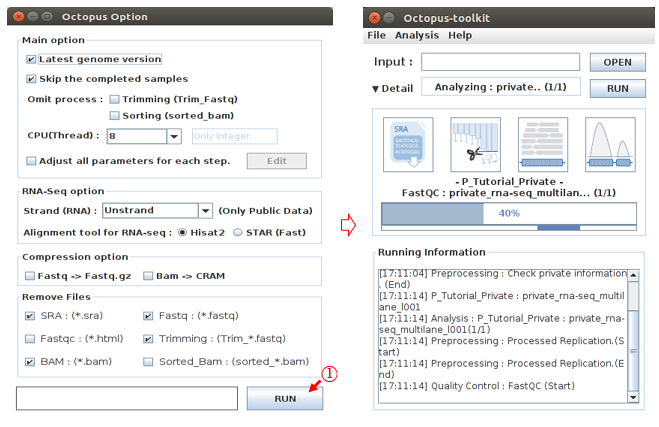 Octopus Option
Main option
Latest genome version
Skip the completed samples
Omit process : Trimming (Trim_Fastq)
Sorting (sorted_bam)
CPU(Thread) : 8 Only Integer.
Adjust all parameters for each step. Edit
RNA-Seq option
Strand (RNA) : Unstrand (Only Public Data)
Alignment tool for RNA-seq : Hisat2 STAR (Fast)
Compression option
Fastq -> Fastq.gz Bam -> CRAM
Remove Files
SRA : (*.sra) Fastq : (*.fastq)
Fastqc : (*.html) Trimming : (Trim_*.fastq)
BAM : (*.bam) Sorted_Bam : (sorted_*.bam)
①
RUN
Octopus-toolkit
File Analysis Help
Input : OPEN
▼ Detail Analyzing : private.. (1/1) RUN
SRA
- P_Tutorial_Private -
FastQC : private_rna-seq_multilan... (1/1)
40%
Running Information
[17:11:04] Preprocessing : Check private information
. (End)
[17:11:14] P_Tutorial_Private : private_rna-seq_multil
ane_l001
[17:11:14] Analysis : P_Tutorial_Private : private_rna-
seq_multilane_l001(1/1)
[17:11:14] Preprocessing : Processed Replication.(S
tart)
[17:11:14] Preprocessing : Processed Replication.(E
nd)
[17:11:14] Quality Control : FastQC (Start)